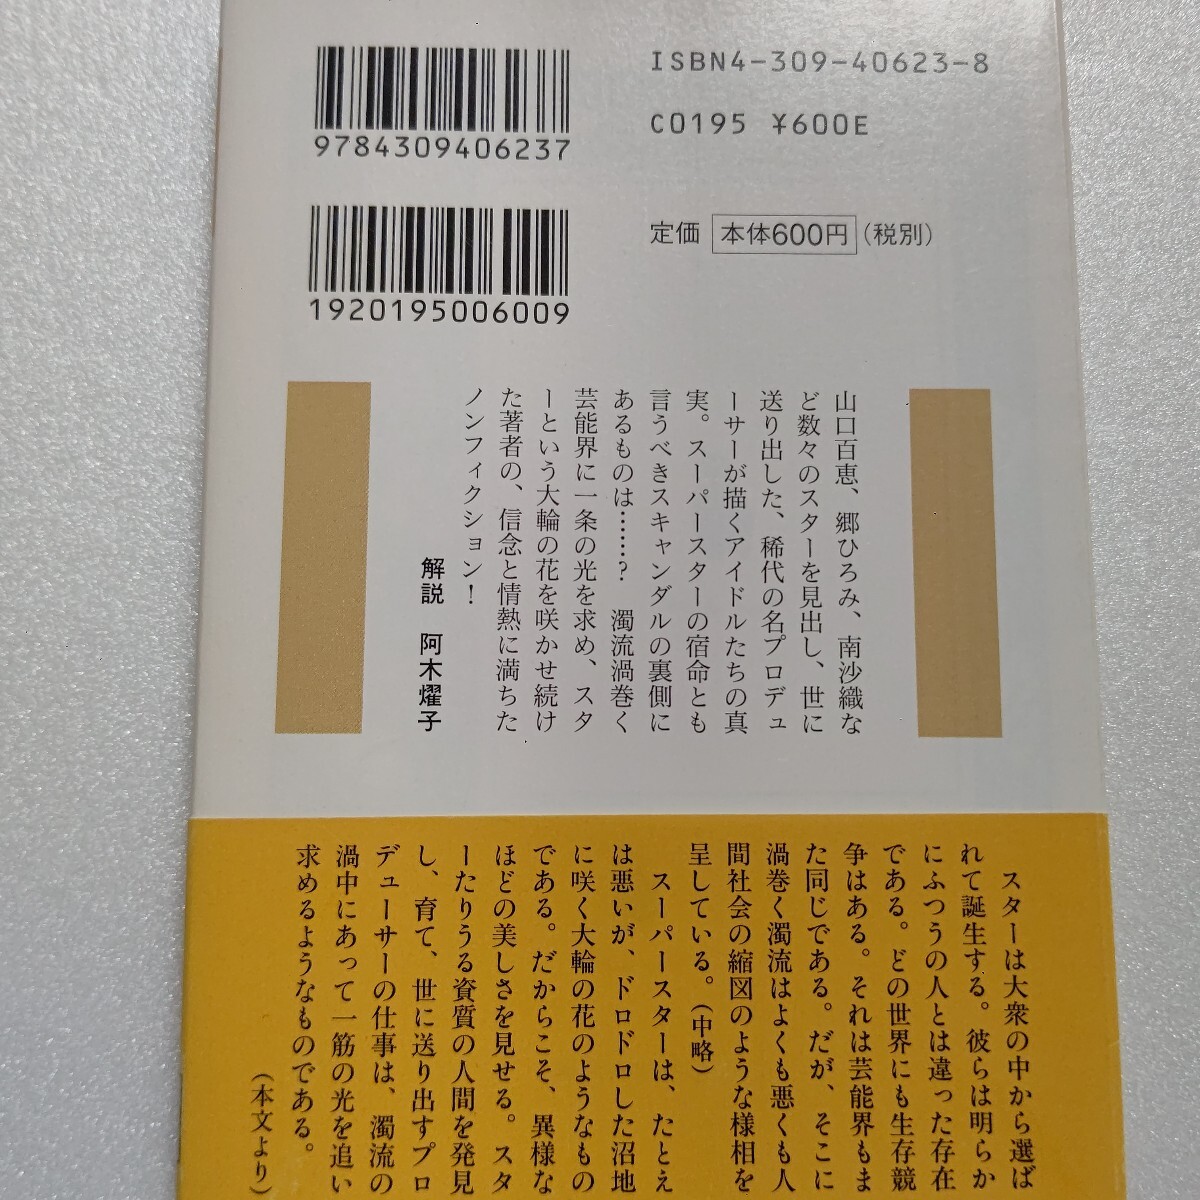 ISBN4-309-40623-8
C0195 ¥600E
9784309406237
定価 本体600円(税別)
1920195006009
山口百恵、郷ひろみ、南沙織な
ど数々のスターを見出し、世に
送り出した、稀代の名プロデュ
ーサーが描くアイドルたちの真
実。スーパースターの宿命とも
言うべきスキャンダルの裏側に
あるものは……? 濁流渦巻く
芸能界に一条の光を求め、スタ
ーという大輪の花を咲かせ続け
た著者の、信念と情熱に満ちた
ノンフィクション!
解説 阿木燿子
スターは大衆の中から選ば
れて誕生する。彼らは明らか
にふつうの人とは違った存在
である。どの世界にも生存競
争はある。それは芸能界もま
た同じである。だが、そこに
渦巻く濁流はよくも悪くも人
間社会の縮図のような様相を
呈している。(中略)
スーパースターは、たとえ
は悪いが、ドロドロした沼地
に咲く大輪の花のようなもの
である。だからこそ、異様な
ほどの美しさを見せる。スタ
ーたりうる資質の人間を発見
し、育て、世に送り出すプロ
デューサーの仕事は、濁流の
渦中にあって一筋の光を追い
求めるようなものである。
(本文より)